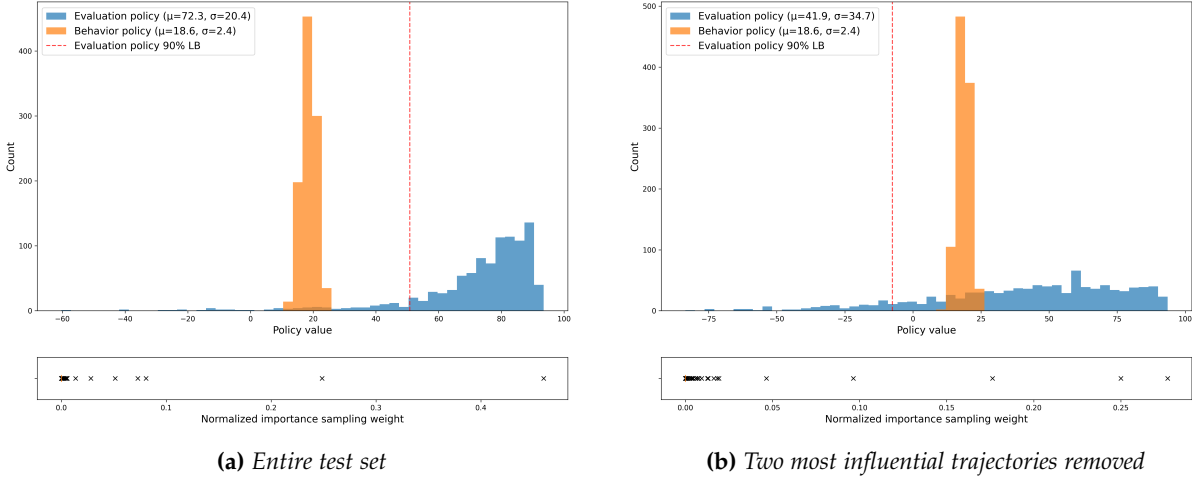 Evaluation policy (μ=72.3, σ=20.4)
Behavior policy (μ=18.6, σ=2.4)
Evaluation policy 90% LB
400
300
200
100
0
Count
−60
−40
−20
0
20
40
60
80
100
Policy value
0.0
0.1
0.2
0.3
0.4
Normalized importance sampling weight
(a) Entire test set
Evaluation policy (μ=41.9, σ=34.7)
Behavior policy (μ=18.6, σ=2.4)
Evaluation policy 90% LB
500
400
300
200
100
0
Count
−75
−50
−25
0
25
50
75
100
Policy value
0.00
0.05
0.10
0.15
0.20
0.25
Normalized importance sampling weight
(b) Two most influential trajectories removed